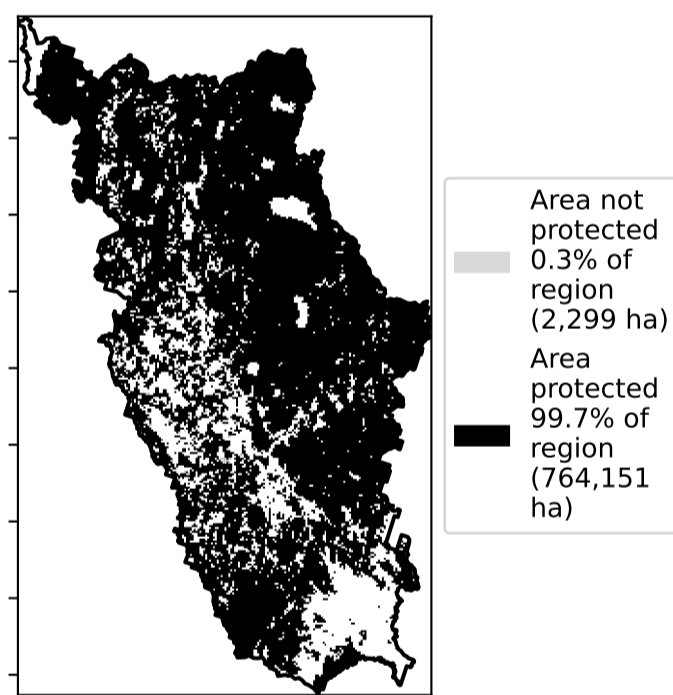 Area not
protected
0.3% of
region
(2,299 ha)
Area
protected
99.7% of
region
(764,151
ha)